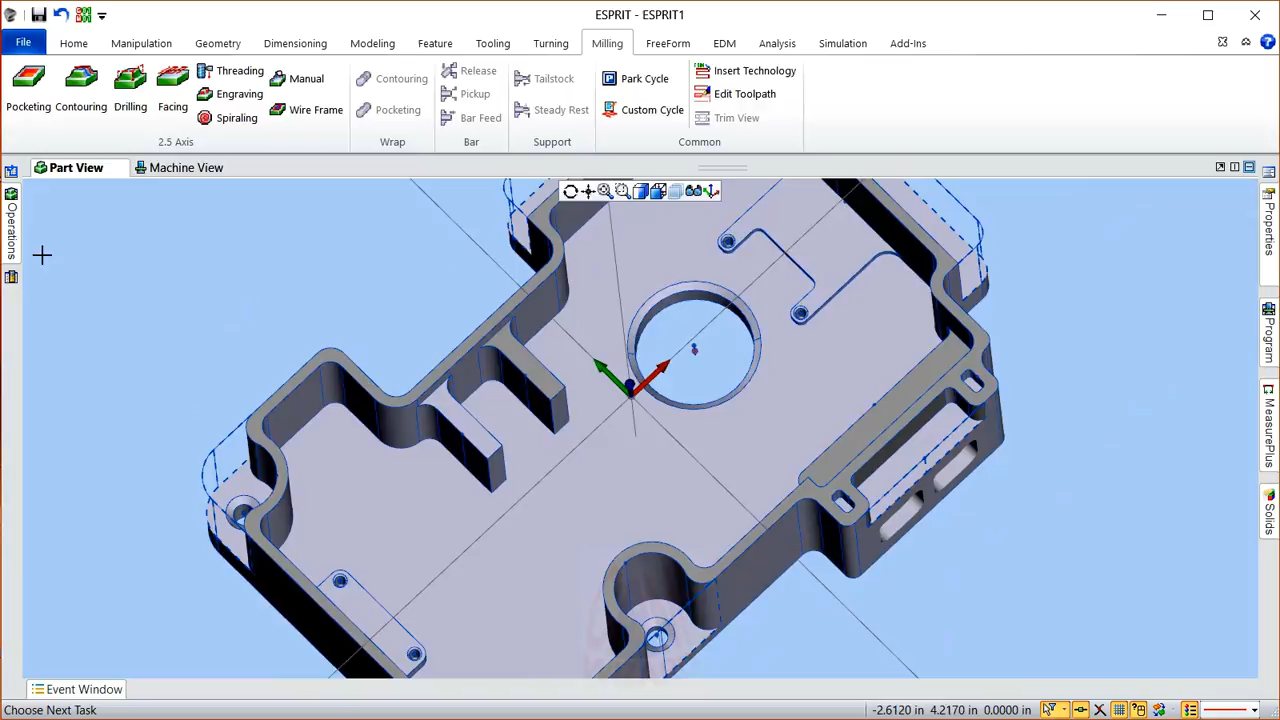 ESPRIT - ESPRIT1
File Home Manipulation Geometry Dimensioning Modeling Feature Tooling Turning Milling FreeForm EDM Analysis Simulation Add-Ins
Pocketing Contouring Drilling Facing
Threading
Engraving
Spiraling
Manual
Wire Frame
2.5 Axis
Contouring
Pocketing
Wrap
Release
Pickup
Bar Feed
Bar
Tailstock
Steady Rest
Support
Park Cycle
Custom Cycle
Insert Technology
Edit Toolpath
Trim View
Common
Part View Machine View
Operations
Properties
Program
MeasurePlus
Solids
Event Window
Choose Next Task -2.6120 in 4.2170 in 0.0000 in